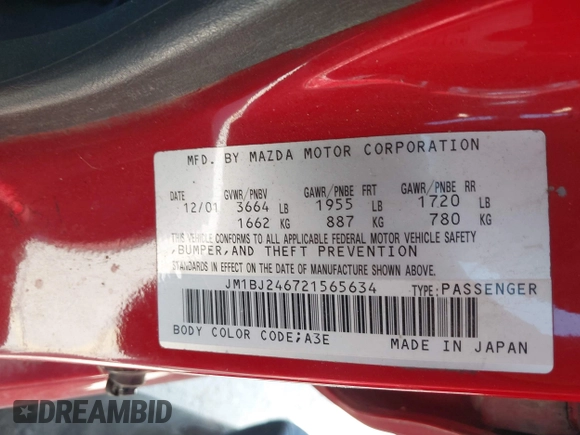 MFD. BY MAZDA MOTOR CORPORATION
DATE GVWR/PNBV GAWR/PNBE FRT GAWR/PNBE RR
12/01 3664 LB 1955 LB 1720 LB
1662 KG 887 KG 780 KG
THIS VEHICLE CONFORMS TO ALL APPLICABLE FEDERAL MOTOR VEHICLE SAFETY
,BUMPER,AND THEFT PREVENTION
STANDARDS IN EFFECT ON THE DATE OF MANUFACTURE SHOWN ABOVE.
JM1BJ246721565634 TYPE:PASSENGER
BODY COLOR CODE;A3E MADE IN JAPAN
DREAMBID